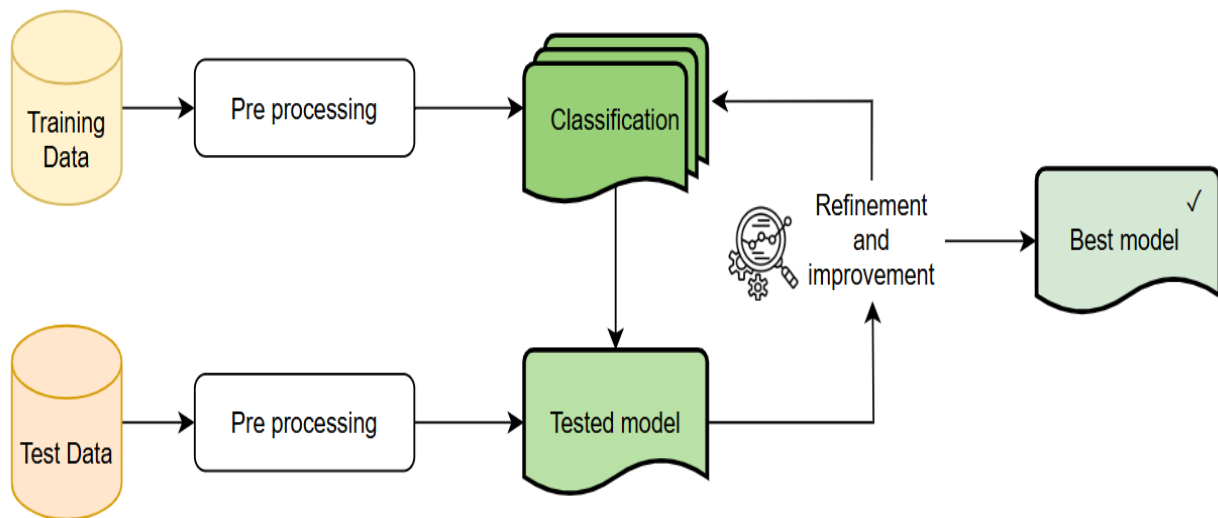 Training
Data
Pre processing
Classification
Refinement
and
improvement
Best model
✓
Test Data
Pre processing
Tested model